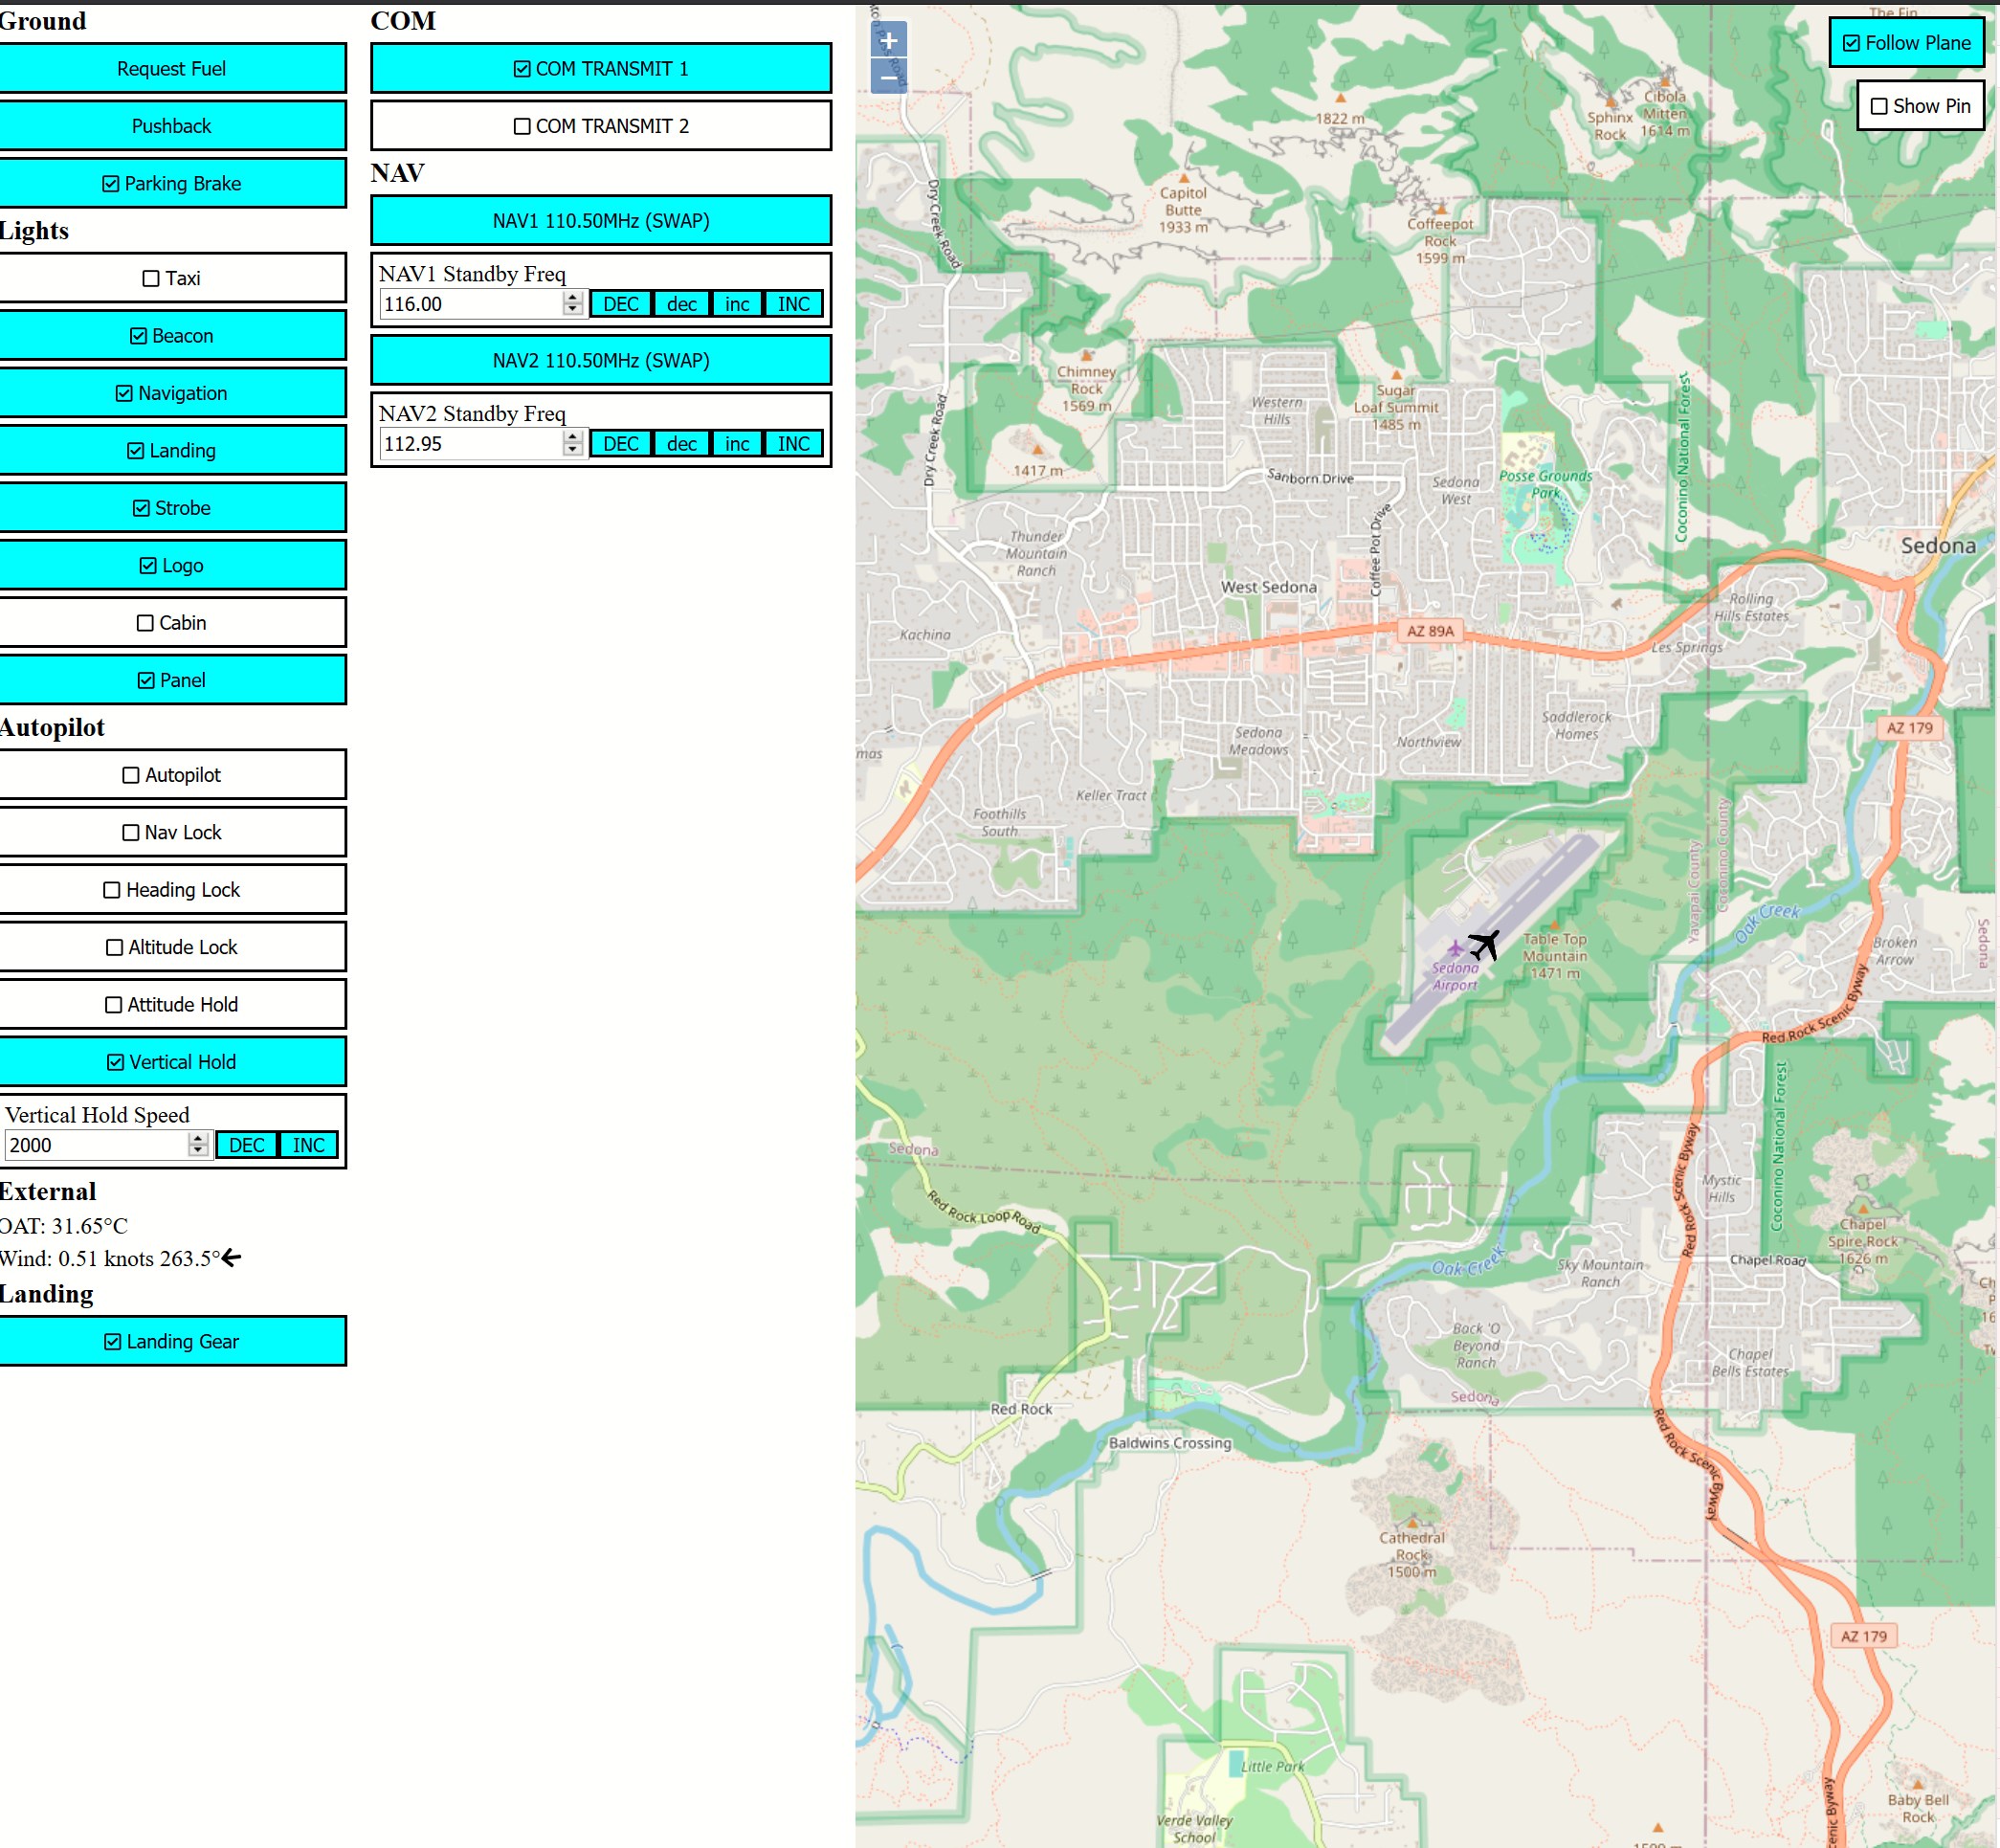 Ground
Request Fuel
Pushback
Parking Brake
Lights
Taxi
Beacon
Navigation
Landing
Strobe
Logo
Cabin
Panel
Autopilot
Autopilot
Nav Lock
Heading Lock
Altitude Lock
Attitude Hold
Vertical Hold
Vertical Hold Speed
2000 DEC INC
External
OAT: 31.65°C
Wind: 0.51 knots 263.5°
Landing
Landing Gear
COM
COM TRANSMIT 1
COM TRANSMIT 2
NAV
NAV1 110.50MHz (SWAP)
NAV1 Standby Freq
116.00 DEC dec inc INC
NAV2 110.50MHz (SWAP)
NAV2 Standby Freq
112.95 DEC dec inc INC
+
−
Follow Plane
Show Pin
The Fin
1822 m
Sphinx
Rock
Cibola
Mitten
1614 m
Dry Creek Road
Capitol
Butte
1933 m
Coffeepot
Rock
1599 m
Chimney
Rock
1569 m
Western
Hills
Sugar
Loaf Summit
1485 m
Coconino National Forest
Dry Creek Road
1417 m
Sanborn Drive
Sedona
West
Posse Grounds
Park
Coffee Pot Drive
Thunder
Mountain
Ranch
Sedona
West Sedona
Rolling
Hills Estates
Kachina
AZ 89A
Les Springs
Saddlerock
Homes
AZ 179
Sedona
Meadows
Northview
mas
Keller Tract
Foothills
South
Yavapai County
Coconino County
Oak Creek
Table Top
Mountain
1471 m
Sedona
Airport
Broken
Arrow
Sedona
Red Rock Scenic Byway
Coconino National Forest
Red Rock Scenic Byway
Sedona
Mystic
Hills
Red Rock Loop Road
Chapel
Spire Rock
1626 m
Oak Creek
Sky Mountain
Ranch
Chapel Road
Back 'O
Beyond
Ranch
Chapel
Bells Estates
Sedona
Red Rock
Baldwins Crossing
Red Rock Scenic Byway
Cathedral
Rock
1500 m
AZ 179
Little Park
Verde Valley
School
Baby Bell
Rock